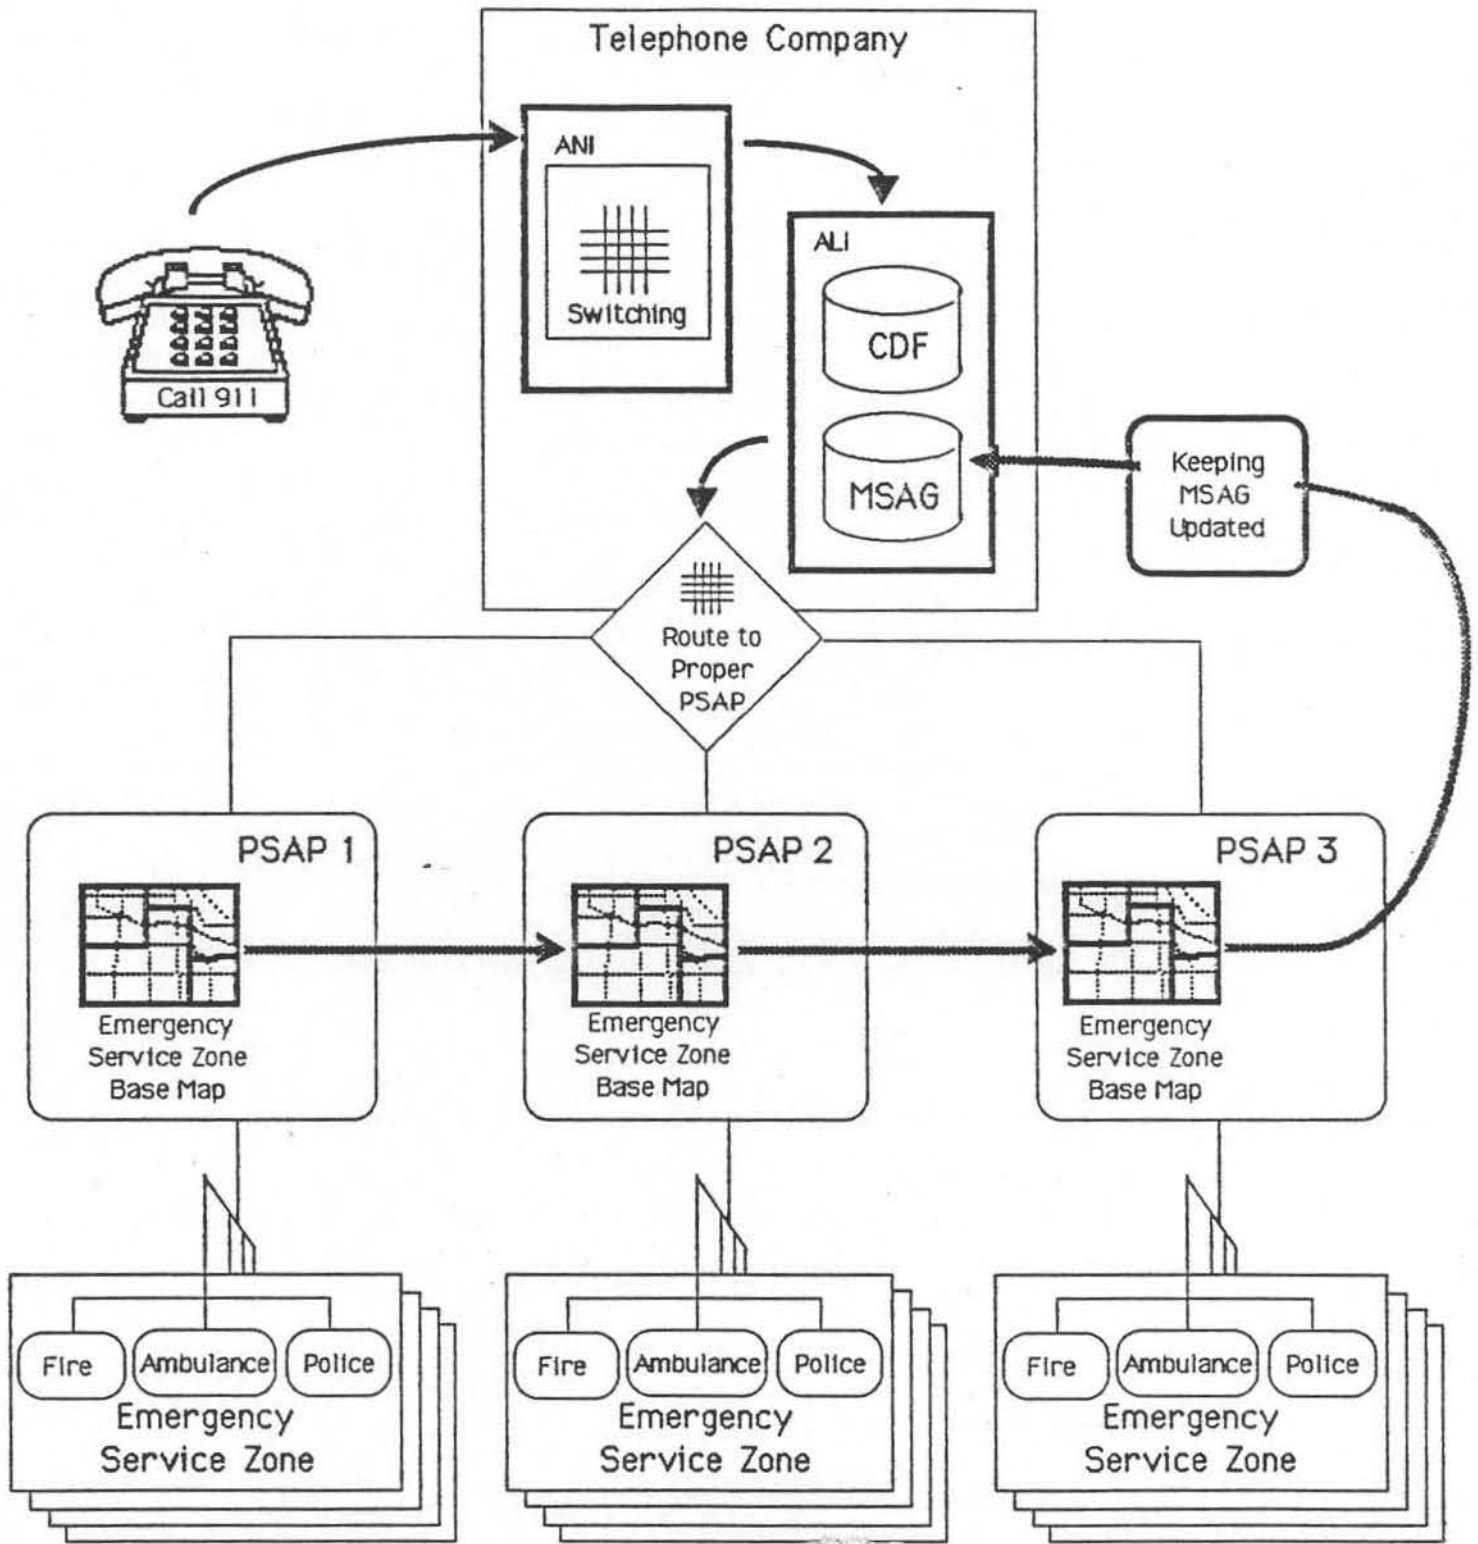 Telephone Company
ANI
Switching
ALI
CDF
MSAG
Call 911
Keeping
MSAG
Updated
Route to
Proper
PSAP
PSAP 1
Emergency
Service Zone
Base Map
PSAP 2
Emergency
Service Zone
Base Map
PSAP 3
Emergency
Service Zone
Base Map
Fire
Ambulance
Police
Emergency
Service Zone
Fire
Ambulance
Police
Emergency
Service Zone
Fire
Ambulance
Police
Emergency
Service Zone